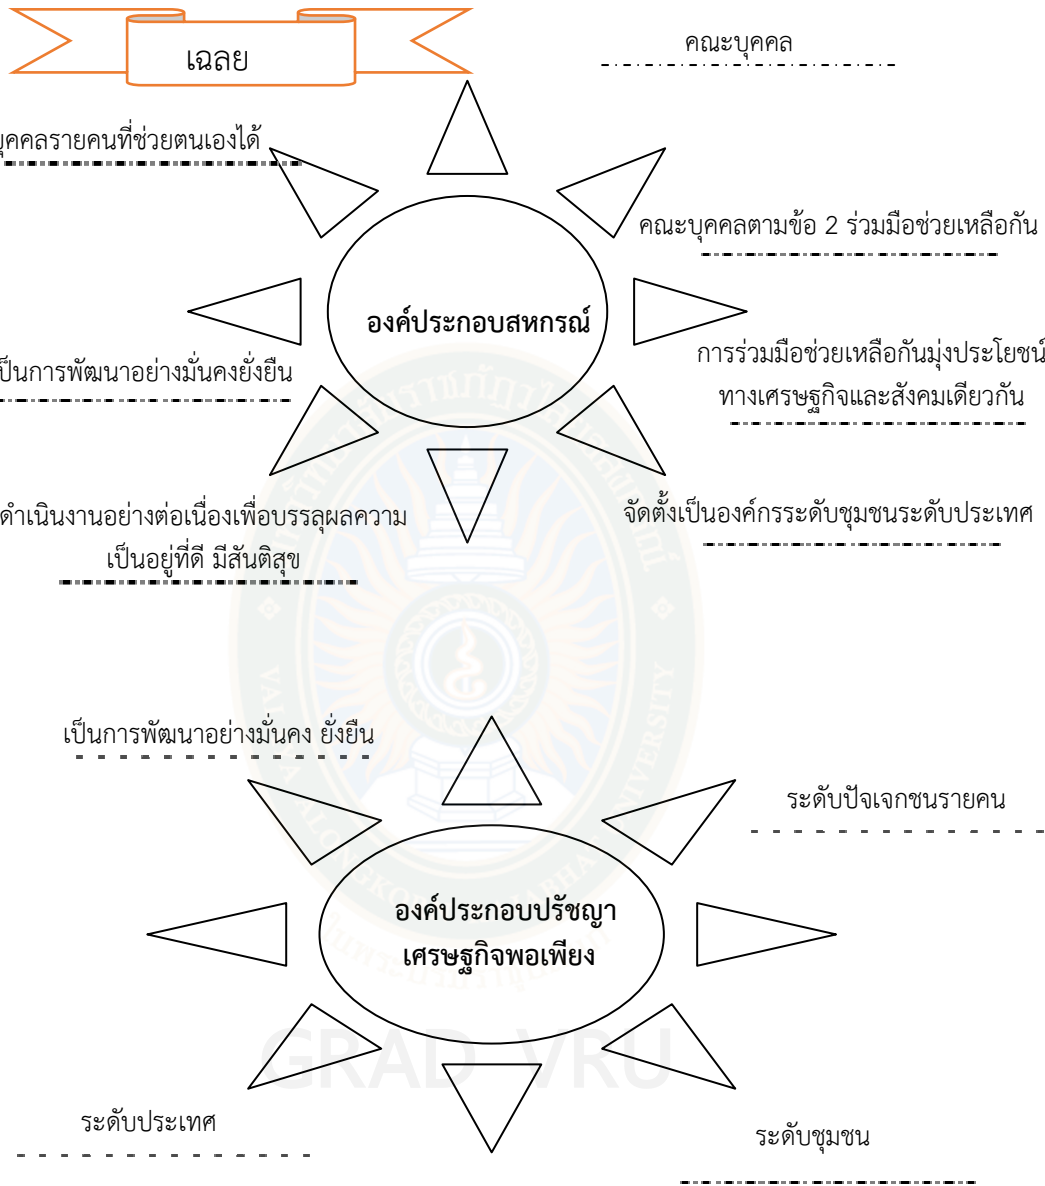 เฉลย
คณะบุคคล
บุคคลรายคนที่ช่วยตนเองได้
คณะบุคคลตามข้อ 2 ร่วมมือช่วยเหลือกัน
องค์ประกอบสหกรณ์
การร่วมมือช่วยเหลือกันมุ่งประโยชน์
ทางเศรษฐกิจและสังคมเดียวกัน
เป็นการพัฒนาอย่างมั่นคงยั่งยืน
ดำเนินงานอย่างต่อเนื่องเพื่อบรรลุผลความ
เป็นอยู่ที่ดี มีสันติสุข
จัดตั้งเป็นองค์กรระดับชุมชนระดับประเทศ
เป็นการพัฒนาอย่างมั่นคง ยั่งยืน
ระดับปัจเจกชนรายคน
องค์ประกอบปรัชญา
เศรษฐกิจพอเพียง
GRAD VRU
ระดับประเทศ
ระดับชุมชน